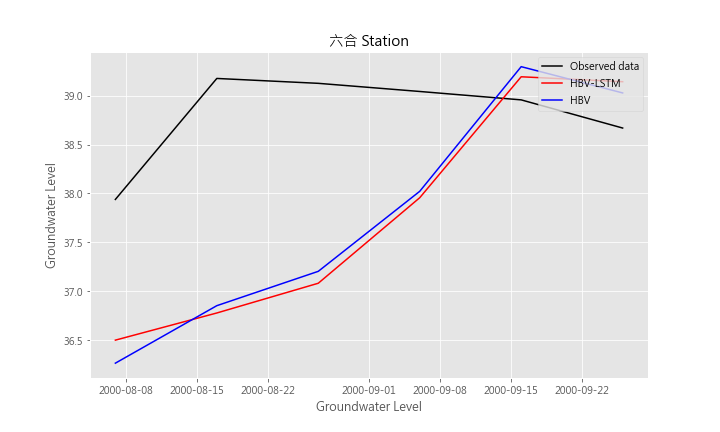 六合 Station
Observed data
HBV-LSTM
HBV
39.0
38.5
38.0
37.5
37.0
36.5
Groundwater Level
2000-08-08 2000-08-15 2000-08-22 2000-09-01 2000-09-08 2000-09-15 2000-09-22
Groundwater Level